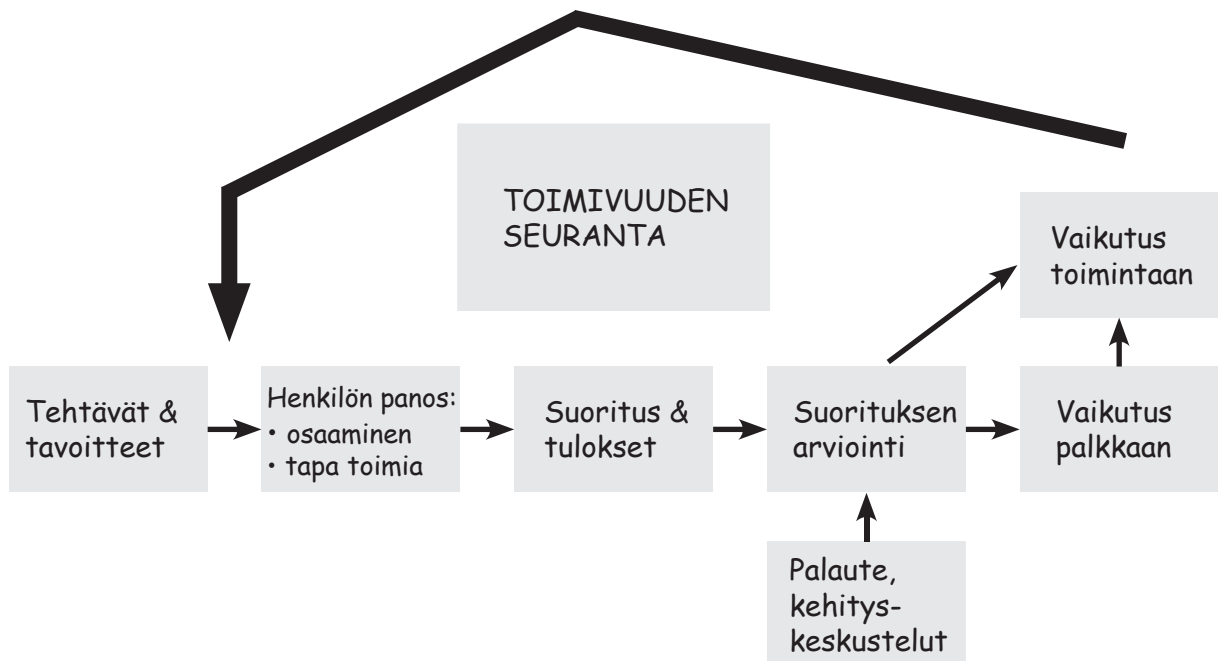 TOIMIVUUDEN
SEURANTA
Vaikutus
toimintaan
Tehtävät &
tavoitteet
Henkilön panos:
• osaaminen
• tapa toimia
Suoritus &
tulokset
Suorituksen
arviointi
Vaikutus
palkkaan
Palaute,
kehitys-
keskustelut